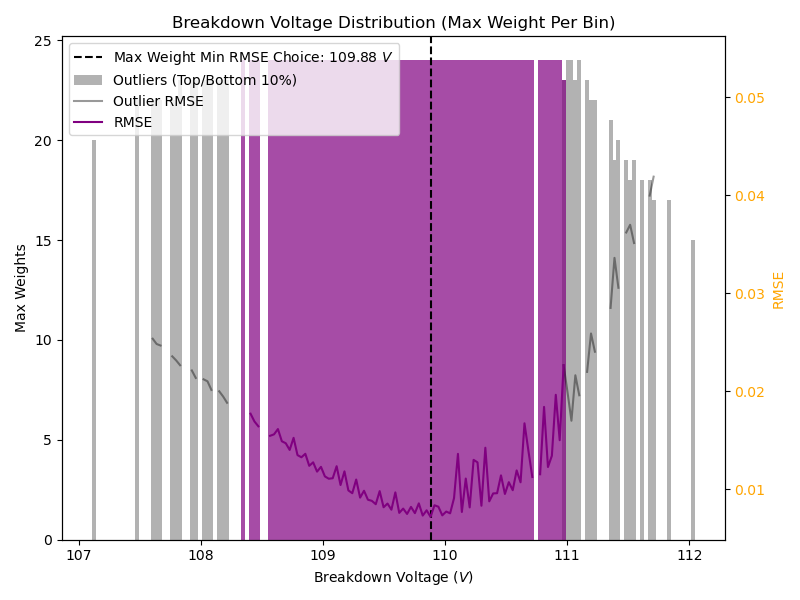 Breakdown Voltage Distribution (Max Weight Per Bin)
Max Weight Min RMSE Choice: 109.88 V
Outliers (Top/Bottom 10%)
Outlier RMSE
RMSE
25
20
15
10
5
0
Max Weights
0.05
0.04
0.03
0.02
0.01
RMSE
107 108 109 110 111 112
Breakdown Voltage (V)